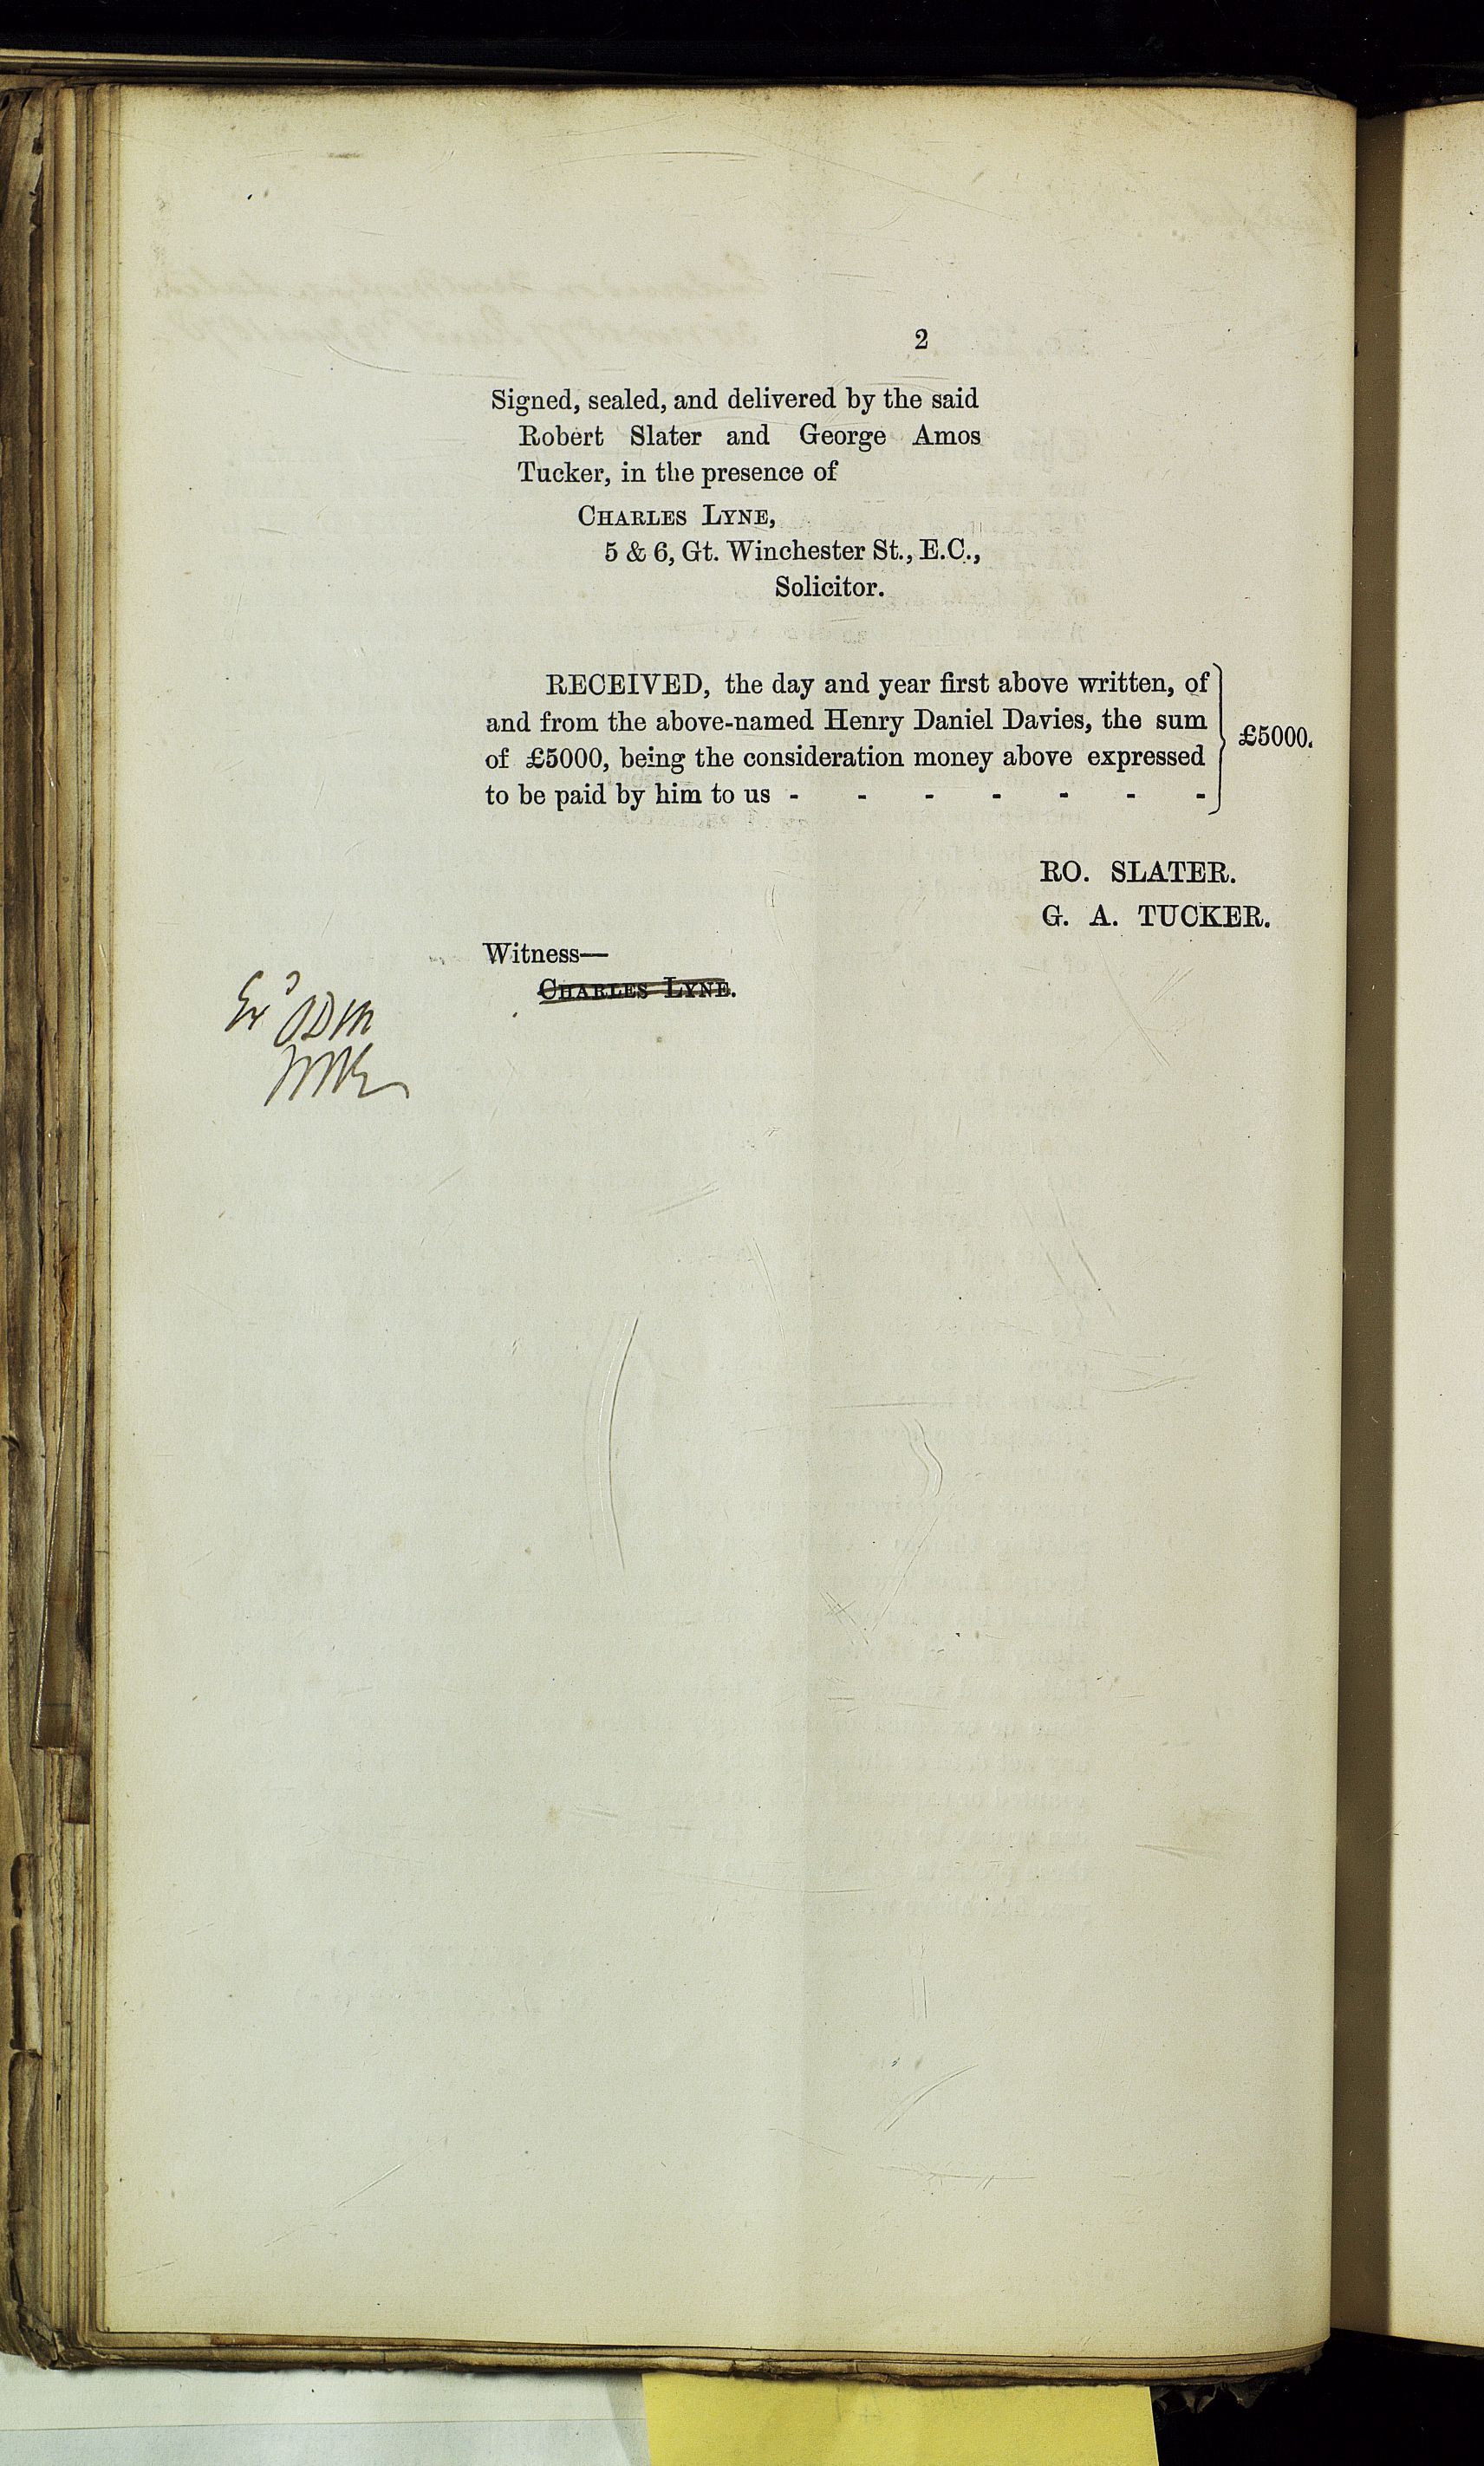 2
Signed, sealed, and delivered by the said
Robert Slater and George Amos
Tucker, in the presence of
CHARLES LYNE,
5 & 6, Gt. Winchester St., E.C.,
Solicitor.
RECEIVED, the day and year first above written, of
and from the above-named Henry Daniel Davies, the sum
of £5000, being the consideration money above expressed
to be paid by him to us - - - - - - -
£5000.
RO. SLATER.
G. A. TUCKER.
Witness—
CHARLES LYNE.
Exd